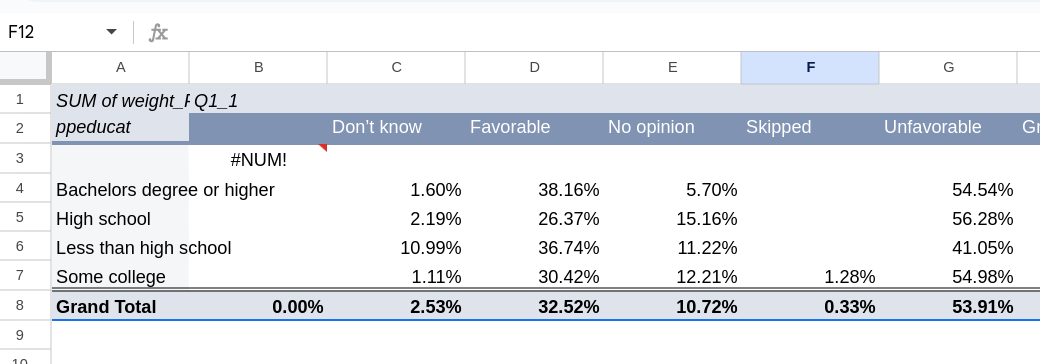 F12 fx
A B C D E F G
1 SUM of weight_F Q1_1
2 ppeducat Don't know Favorable No opinion Skipped Unfavorable Gr
3 #NUM!
4 Bachelors degree or higher 1.60% 38.16% 5.70% 54.54%
5 High school 2.19% 26.37% 15.16% 56.28%
6 Less than high school 10.99% 36.74% 11.22% 41.05%
7 Some college 1.11% 30.42% 12.21% 1.28% 54.98%
8 Grand Total 0.00% 2.53% 32.52% 10.72% 0.33% 53.91%
9
10